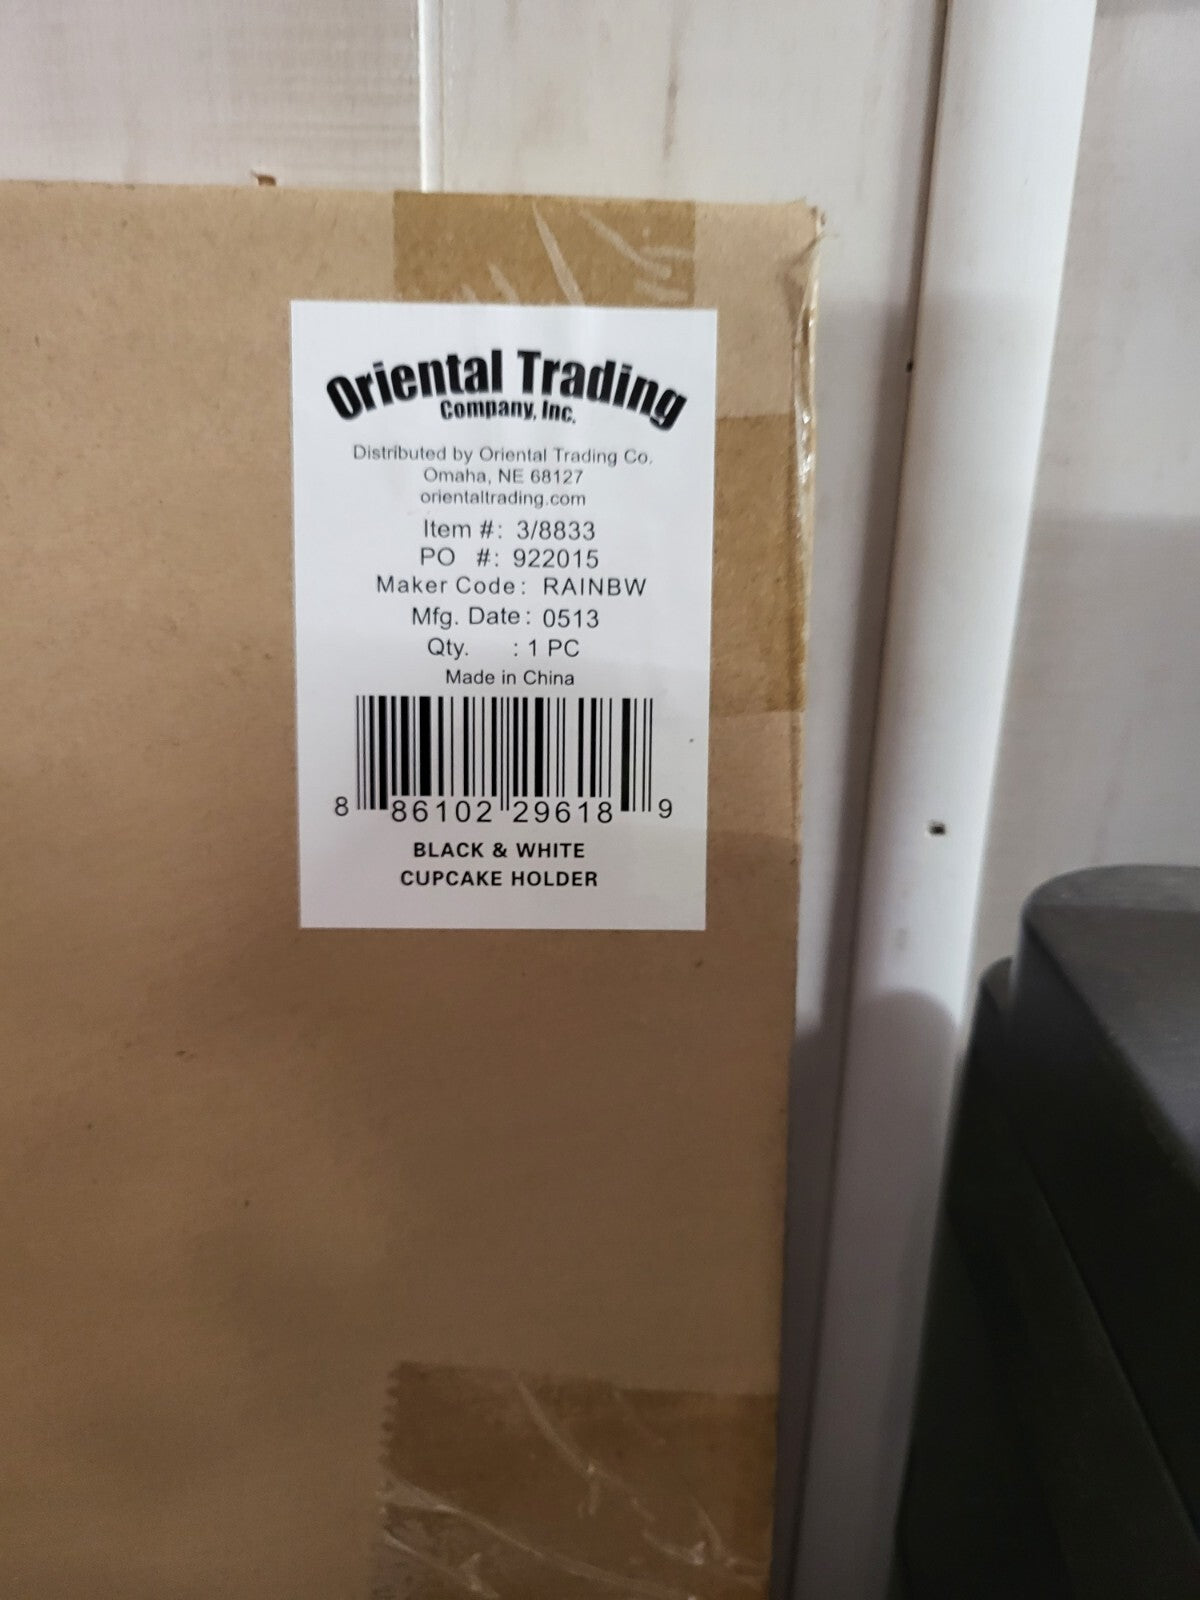 Oriental Trading
Company, Inc.
Distributed by Oriental Trading Co.
Omaha, NE 68127
orientaltrading.com
Item #: 3/8833
PO #: 922015
Maker Code: RAINBW
Mfg. Date: 0513
Qty. : 1 PC
Made in China
8 86102 29618 9
BLACK & WHITE
CUPCAKE HOLDER